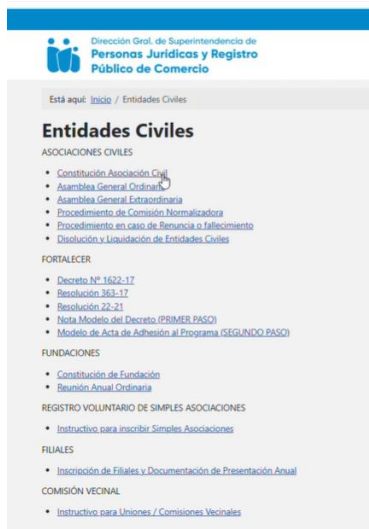 Dirección Gral. de Superintendencia de
Personas Jurídicas y Registro
Público de Comercio
Está aquí: Inicio / Entidades Civiles
Entidades Civiles
ASOCIACIONES CIVILES
Constitución Asociación Civil
Asamblea General Ordinaria
Asamblea General Extraordinaria
Procedimiento de Comisión Normalizadora
Procedimiento en caso de Renuncia o fallecimiento
Disolución y Liquidación de Entidades Civiles
FORTALECER
Decreto Nº 1622-17
Resolución 363-17
Resolución 22-21
Nota Modelo del Decreto (PRIMER PASO)
Modelo de Acta de Adhesión al Programa (SEGUNDO PASO)
FUNDACIONES
Constitución de Fundación
Reunión Anual Ordinaria
REGISTRO VOLUNTARIO DE SIMPLES ASOCIACIONES
Instructivo para inscribir Simples Asociaciones
FILIALES
Inscripción de Filiales y Documentación de Presentación Anual
COMISIÓN VECINAL
Instructivo para Uniones / Comisiones Vecinales